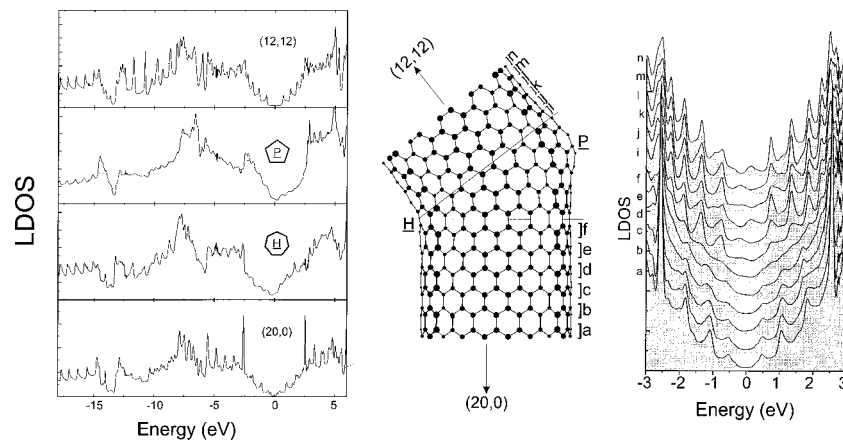 LDOS
(12,12)
P
H
(20,0)
-15
-10
-5
0
5
Energy (eV)
(12,12)
n
m
k
P
H
]f
]e
]d
]c
]b
]a
(20,0)
LDOS
n
m
l
k
j
i
f
e
d
c
b
a
-3
-2
-1
0
1
2
3
Energy (eV)